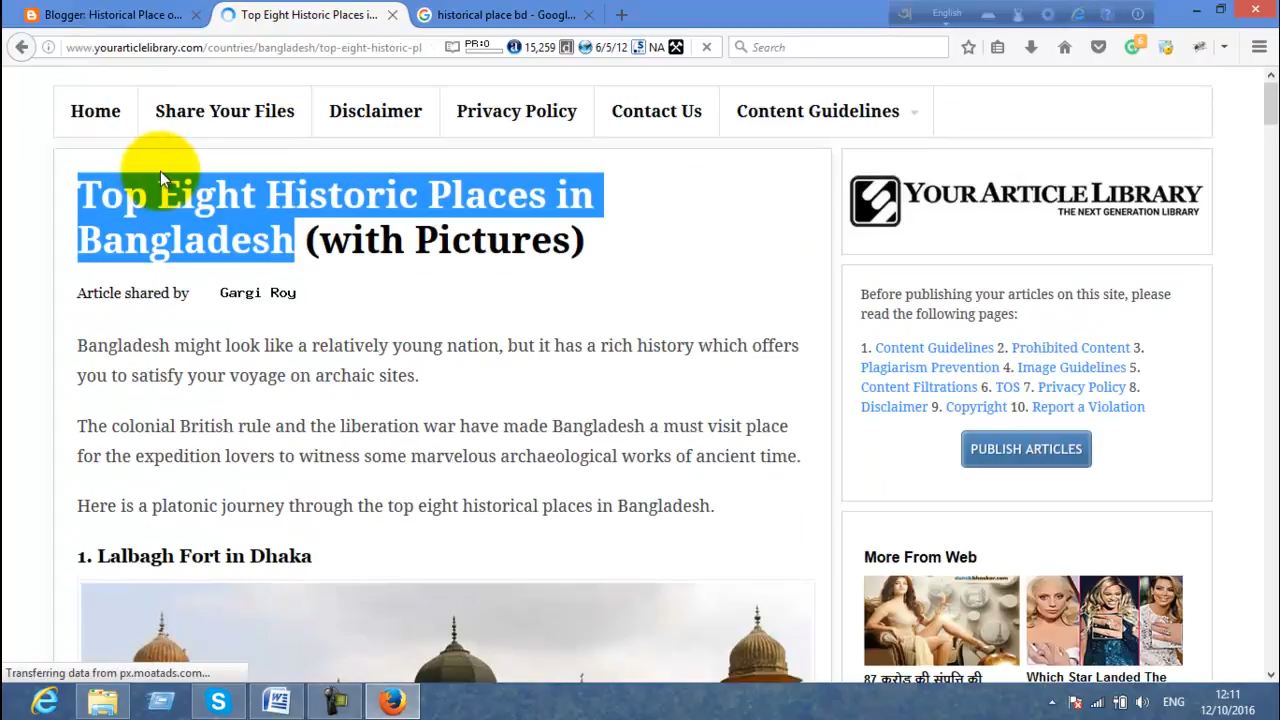 Blogger: Historical Place o...
Top Eight Historic Places i...
historical place bd - Googl...
English
www.yourarticlelibrary.com/countries/bangladesh/top-eight-historic-pl
PR:0
15,259
6/5/12
NA
Search
6
Home
Share Your Files
Disclaimer
Privacy Policy
Contact Us
Content Guidelines
Top Eight Historic Places in
Bangladesh (with Pictures)
Article shared by Gargi Roy
Bangladesh might look like a relatively young nation, but it has a rich history which offers
you to satisfy your voyage on archaic sites.
The colonial British rule and the liberation war have made Bangladesh a must visit place
for the expedition lovers to witnessome marvelous archaeological works of ancient time.
Here is a platonic journey through the top eight historical places in Bangladesh.
1. Lalbagh Fort in Dhaka
YOUR ARTICLE LIBRARY
THE NEXT GENERATION LIBRARY
Before publishing your articles on this site, please
read the following pages:
1. Content Guidelines 2. Prohibited Content 3.
Plagiarism Prevention 4. Image Guidelines 5.
Content Filtrations 6. TOS 7. Privacy Policy 8.
Disclaimer 9. Copyright 10. Report a Violation
PUBLISH ARTICLES
More From Web
87 करोड़ की संपत्ति की
Which Star Landed The
Transferring data from px.moatads.com...
ENG
12:11
12/10/2016